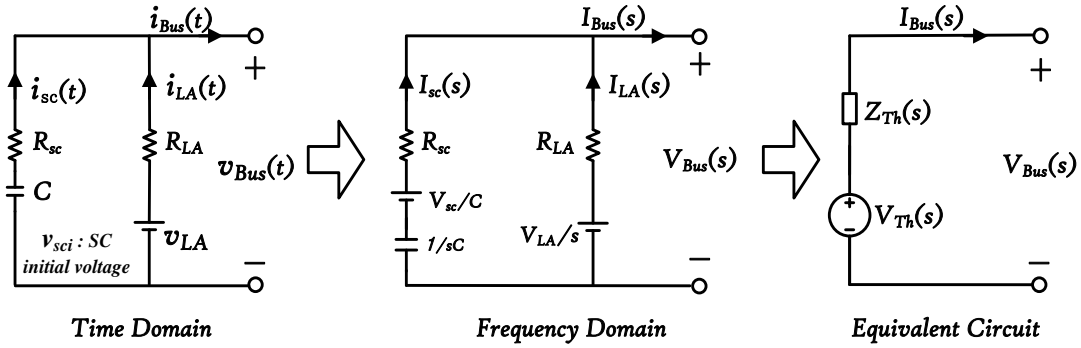 i_Bus(t)
+
i_sc(t)
i_LA(t)
R_sc
R_LA
v_Bus(t)
C
v_LA
v_sci : SC
initial voltage
−
Time Domain
I_Bus(s)
+
I_sc(s)
I_LA(s)
R_sc
R_LA
V_Bus(s)
V_sc/C
1/sC
V_LA/s
−
Frequency Domain
I_Bus(s)
+
Z_Th(s)
V_Bus(s)
+
V_Th(s)
−
−
Equivalent Circuit